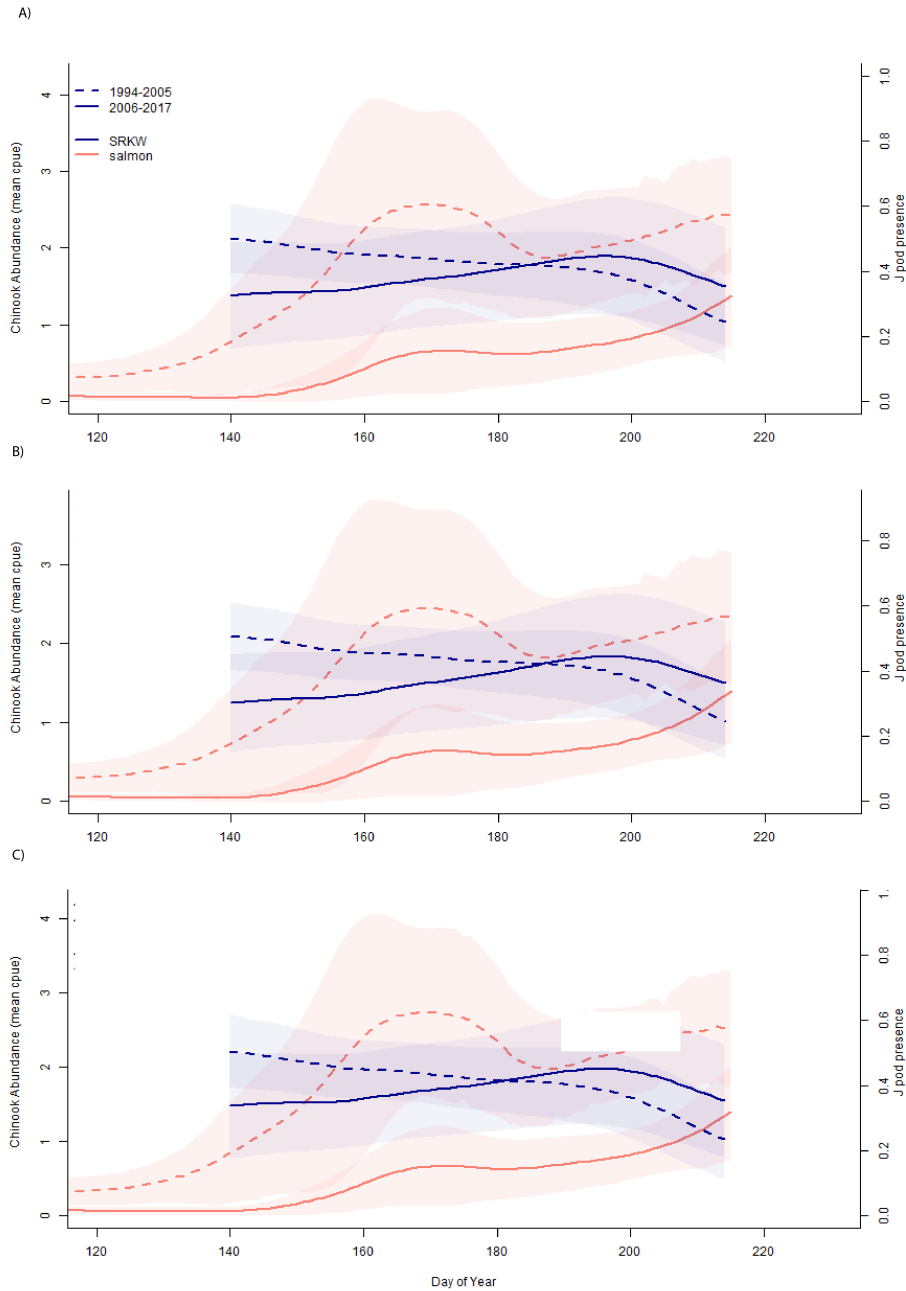 A)
1994-2005
2006-2017
SRKW
salmon
Chinook Abundance (mean cpue)
0 1 2 3 4
J pod presence
0.0 0.2 0.4 0.6 0.8 1.0
120 140 160 180 200 220
B)
Chinook Abundance (mean cpue)
0 1 2 3
J pod presence
0.0 0.2 0.4 0.6 0.8
120 140 160 180 200 220
C)
Chinook Abundance (mean cpue)
0 1 2 3 4
J pod presence
0.0 0.2 0.4 0.6 0.8 1.
120 140 160 180 200 220
Day of Year